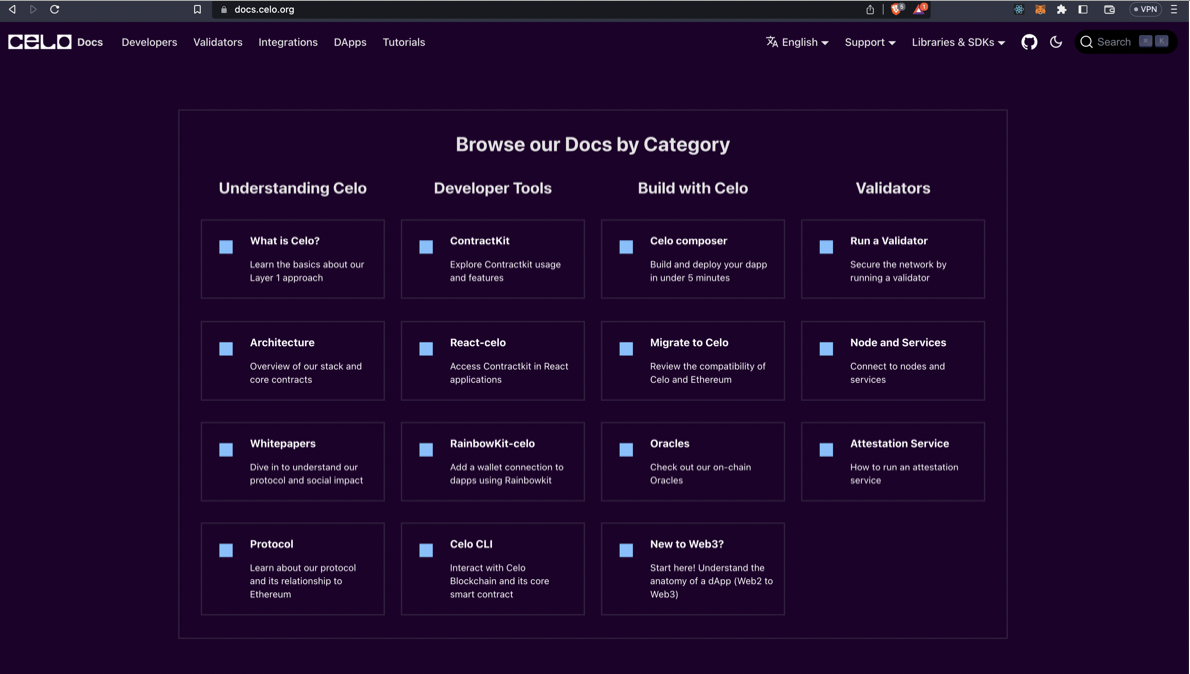 docs.celo.org
5
1
VPN
CELO Docs
Developers
Validators
Integrations
DApps
Tutorials
English
Support
Libraries & SDKs
Search
⌘ K
Browse our Docs by Category
Understanding Celo
What is Celo?
Learn the basics about our
Layer 1 approach
Architecture
Overview of our stack and
core contracts
Whitepapers
Dive in to understand our
protocol and social impact
Protocol
Learn about our protocol
and its relationship to
Ethereum
Developer Tools
ContractKit
Explore Contractkit usage
and features
React-celo
Access Contractkit in React
applications
RainbowKit-celo
Add a wallet connection to
dapps using Rainbowkit
Celo CLI
Interact with Celo
Blockchain and its core
smart contract
Build with Celo
Celo composer
Build and deploy your dapp
in under 5 minutes
Migrate to Celo
Review the compatibility of
Celo and Ethereum
Oracles
Check out our on-chain
Oracles
New to Web3?
Start here! Understand the
anatomy of a dApp (Web2 to
Web3)
Validators
Run a Validator
Secure the network by
running a validator
Node and Services
Connect to nodes and
services
Attestation Service
How to run an attestation
service